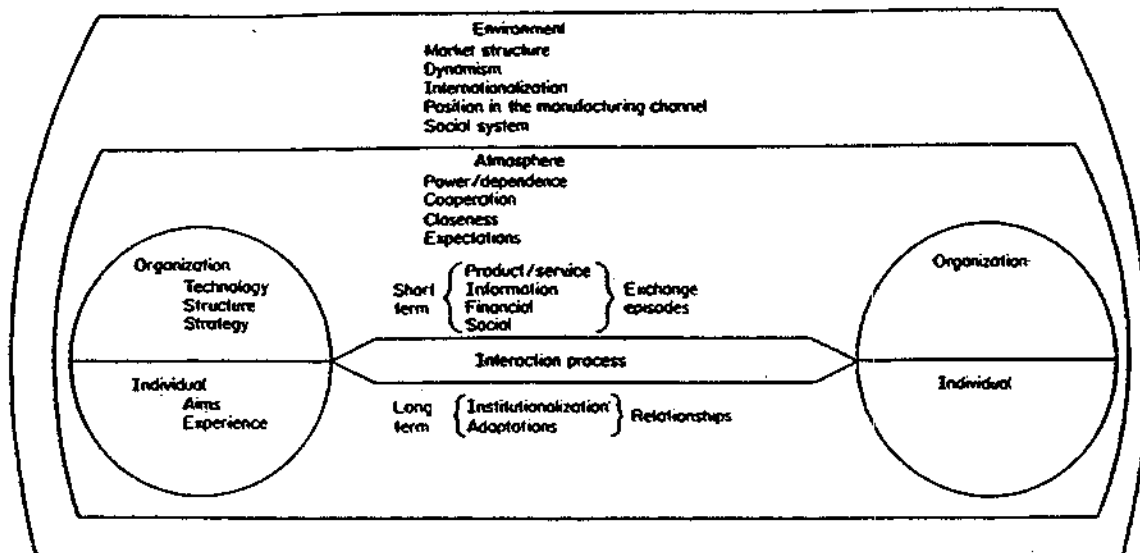 Environment
Market structure
Dynamism
Internationalization
Position in the manufacturing channel
Social system
Atmosphere
Power/dependence
Cooperation
Closeness
Expectations
Organization
Technology
Structure
Strategy
Short term
Product/service
Information
Financial
Social
Exchange episodes
Organization
Interaction process
Individual
Aims
Experience
Long term
Institutionalization
Adaptations
Relationships
Individual